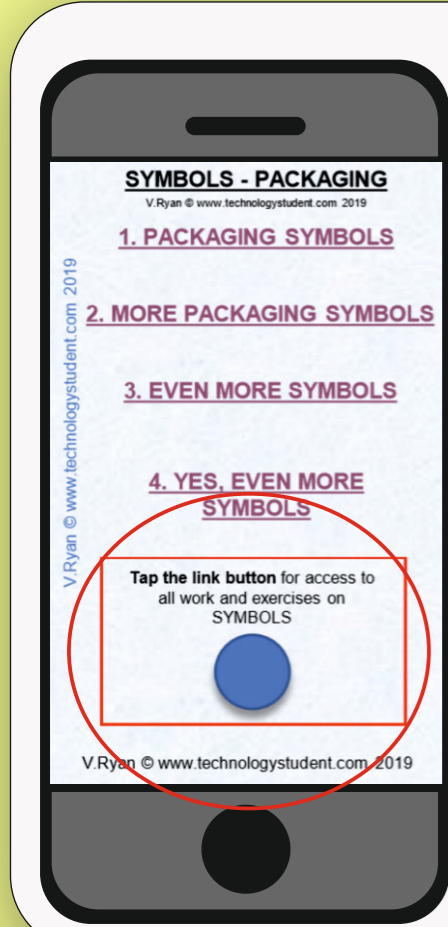 SYMBOLS - PACKAGING
V.Ryan © www.technologystudent.com 2019
1. PACKAGING SYMBOLS
2. MORE PACKAGING SYMBOLS
3. EVEN MORE SYMBOLS
4. YES, EVEN MORE
SYMBOLS
Tap the link button for access to
all work and exercises on
SYMBOLS
V.Ryan © www.technologystudent.com 2019
V.Ryan © www.technologystudent.com 2019